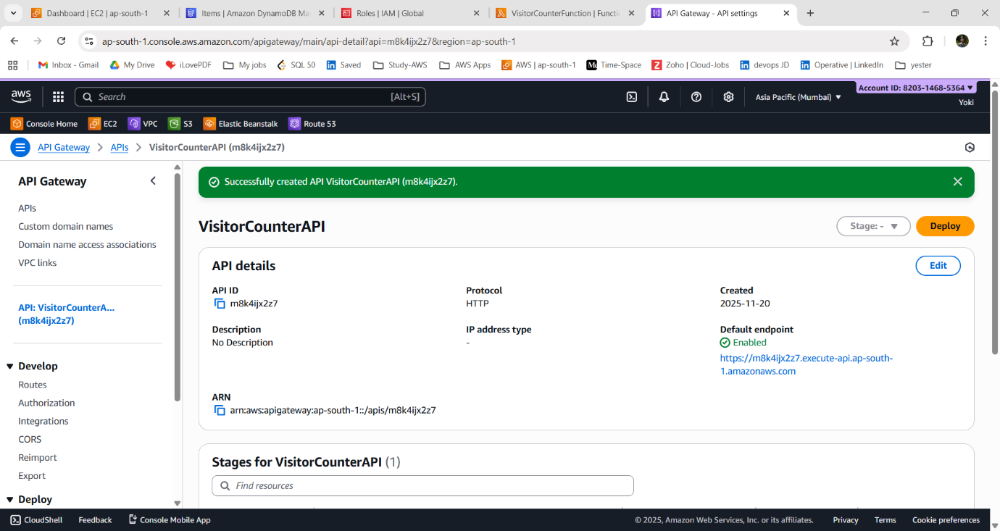 Dashboard | EC2 | ap-south-1
Items | Amazon DynamoDB Ma
Roles | IAM | Global
VisitorCounterFunction | Functi
API Gateway - API settings
ap-south-1.console.aws.amazon.com/apigateway/main/api-detail?api=m8k4ijx2z7&region=ap-south-1
Inbox - Gmail
My Drive
iLovePDF
My jobs
SQL 50
Saved
Study-AWS
AWS Apps
AWS | ap-south-1
Time-Space
Zoho | Cloud-Jobs
devops JD
Operative | LinkedIn
yester
aws
Search
[Alt+S]
Asia Pacific (Mumbai)
Account ID: 8203-1468-5364
Yoki
Console Home
EC2
VPC
S3
Elastic Beanstalk
Route 53
API Gateway
APIs
VisitorCounterAPI (m8k4ijx2z7)
API Gateway
APIs
Custom domain names
Domain name access associations
VPC links
API: VisitorCounterA...
(m8k4ijx2z7)
Develop
Routes
Authorization
Integrations
CORS
Reimport
Export
Deploy
Successfully created API VisitorCounterAPI (m8k4ijx2z7).
VisitorCounterAPI
Stage: -
Deploy
API details
Edit
API ID
m8k4ijx2z7
Protocol
HTTP
Created
2025-11-20
Description
No Description
IP address type
-
Default endpoint
Enabled
https://m8k4ijx2z7.execute-api.ap-south-
1.amazonaws.com
ARN
arn:aws:apigateway:ap-south-1::/apis/m8k4ijx2z7
Stages for VisitorCounterAPI (1)
Find resources
CloudShell
Feedback
Console Mobile App
© 2025, Amazon Web Services, Inc. or its affiliates.
Privacy
Terms
Cookie preferences